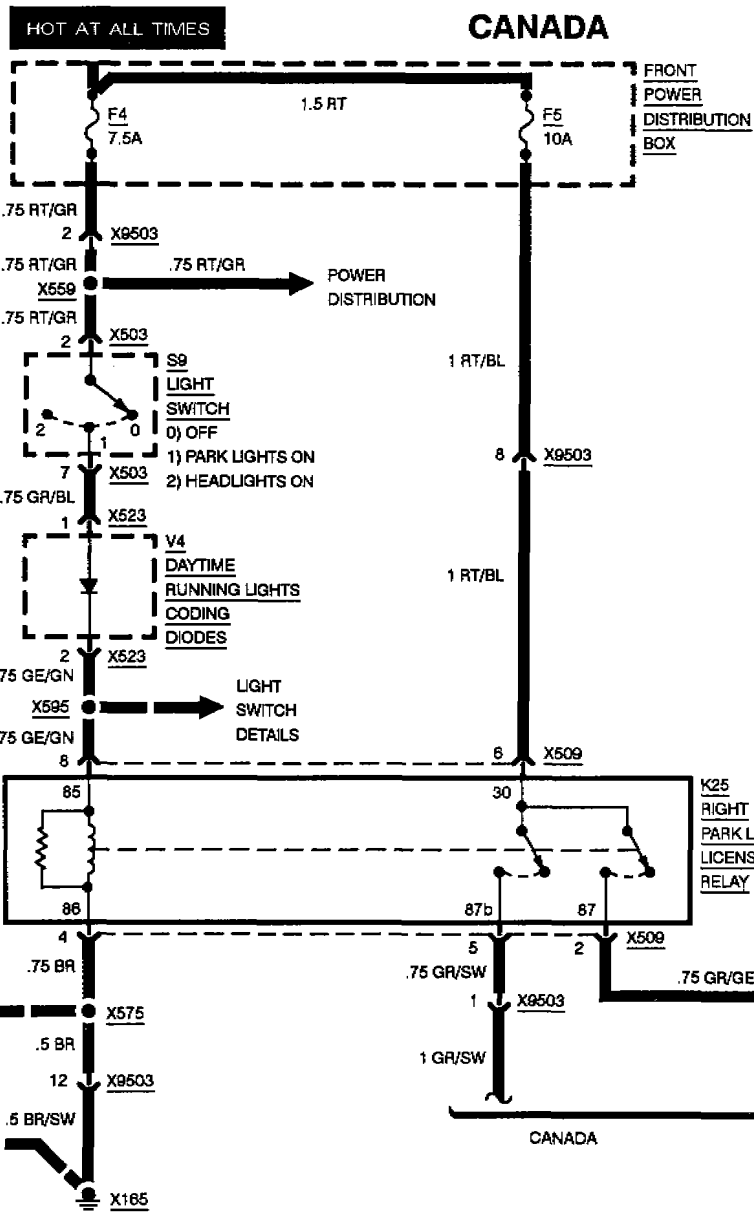 HOT AT ALL TIMES
CANADA
FRONT
POWER
DISTRIBUTION
BOX
F4
7.5A
1.5 RT
F5
10A
.75 RT/GR
2 X9503
.75 RT/GR
.75 RT/GR
X559
POWER
DISTRIBUTION
.75 RT/GR
2 X503
S9
LIGHT
SWITCH
0) OFF
1) PARK LIGHTS ON
2) HEADLIGHTS ON
2
1
0
1 RT/BL
8 X9503
7 X503
.75 GR/BL
1 X523
V4
DAYTIME
RUNNING LIGHTS
CODING
DIODES
1 RT/BL
2 X523
75 GE/GN
X595
LIGHT
SWITCH
DETAILS
75 GE/GN
8
6 X509
85
30
K25
RIGHT
PARK L
LICENS
RELAY
86
87b
87
4
5
2 X509
.75 BR
.75 GR/SW
.75 GR/GE
X575
1 X9503
.5 BR
1 GR/SW
12 X9503
.5 BR/SW
CANADA
X165